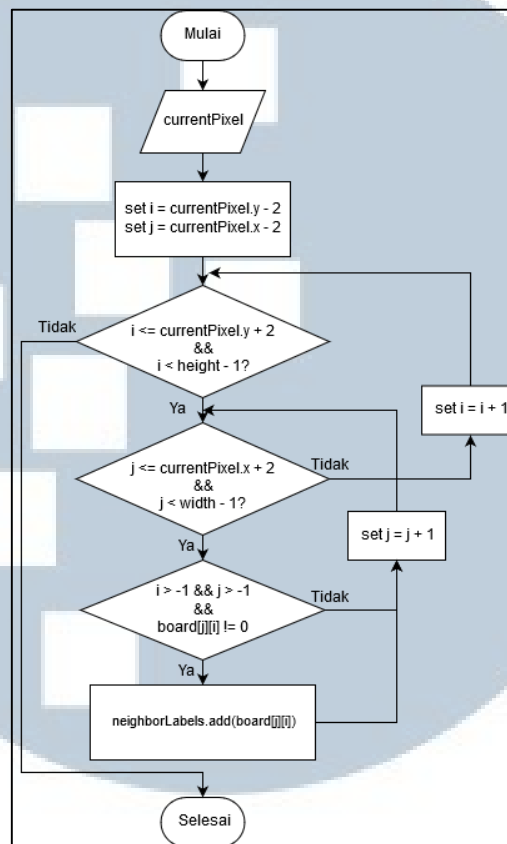 Mulai
currentPixel
set i = currentPixel.y - 2
set j = currentPixel.x - 2
Tidak
i <= currentPixel.y + 2
&&
i < height - 1?
set i = i + 1
Ya
j <= currentPixel.x + 2
&&
j < width - 1?
Tidak
set j = j + 1
Ya
i > -1 && j > -1
&&
board[j][i] != 0
Tidak
Ya
neighborLabels.add(board[j][i])
Selesai